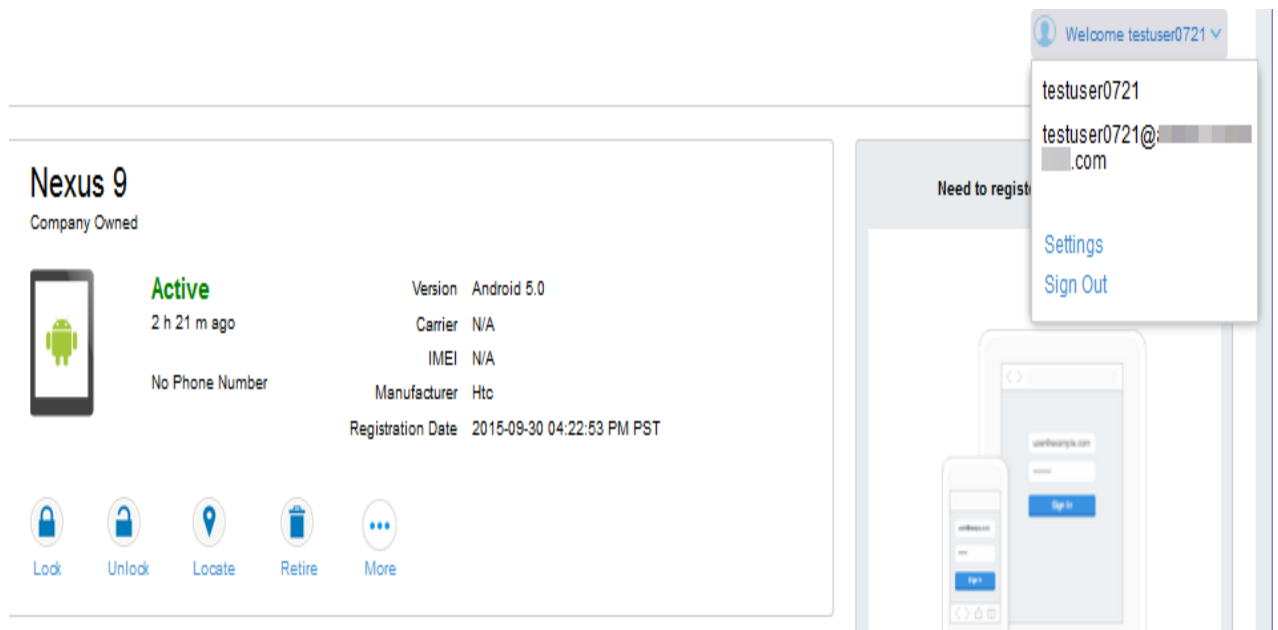 Welcome testuser0721
testuser0721
testuser0721@
.com
Settings
Sign Out
Nexus 9
Company Owned
Active
2 h 21 m ago
No Phone Number
Version Android 5.0
Carrier N/A
IMEI N/A
Manufacturer Htc
Registration Date 2015-09-30 04:22:53 PM PST
Lock Unlock Locate Retire More
Need to
Sign In
Sign In